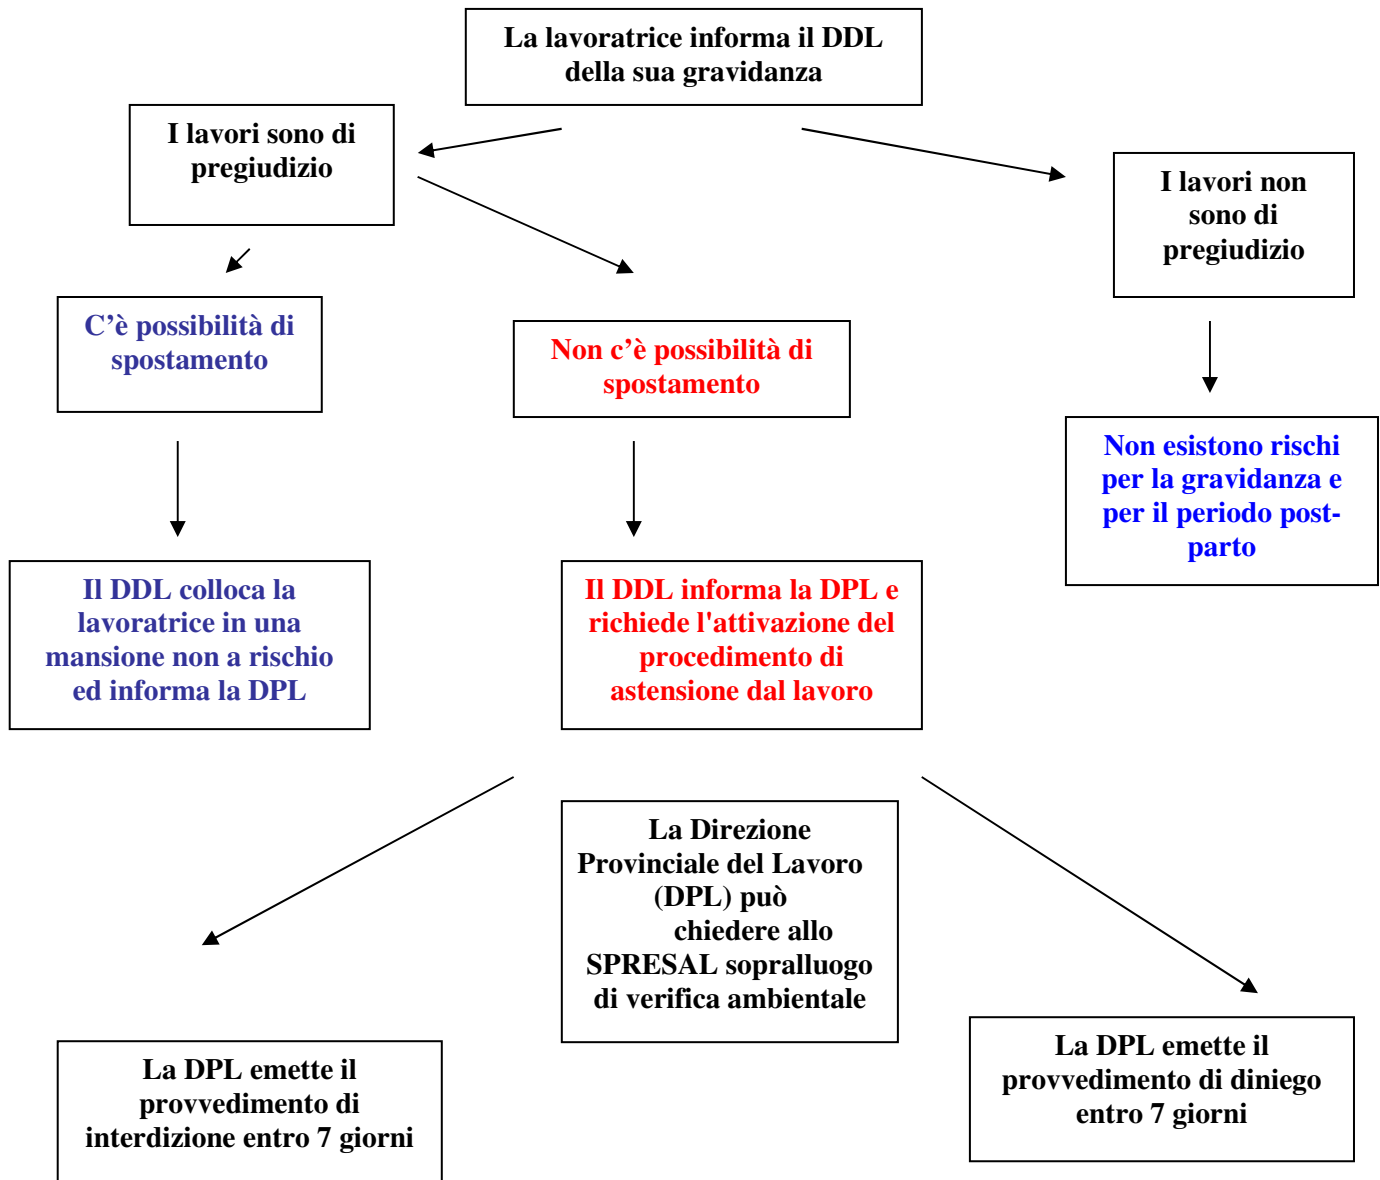 La lavoratrice informa il DDL
della sua gravidanza
I lavori sono di
pregiudizio
I lavori non
sono di
pregiudizio
C’è possibilità di
spostamento
Non c’è possibilità di
spostamento
Non esistono rischi
per la gravidanza e
per il periodo post-
parto
Il DDL colloca la
lavoratrice in una
mansione non a rischio
ed informa la DPL
Il DDL informa la DPL e
richiede l'attivazione del
procedimento di
astensione dal lavoro
La Direzione
Provinciale del Lavoro
(DPL) può
chiedere allo
SPRESAL sopralluogo
di verifica ambientale
La DPL emette il
provvedimento di
interdizione entro 7 giorni
La DPL emette il
provvedimento di diniego
entro 7 giorni